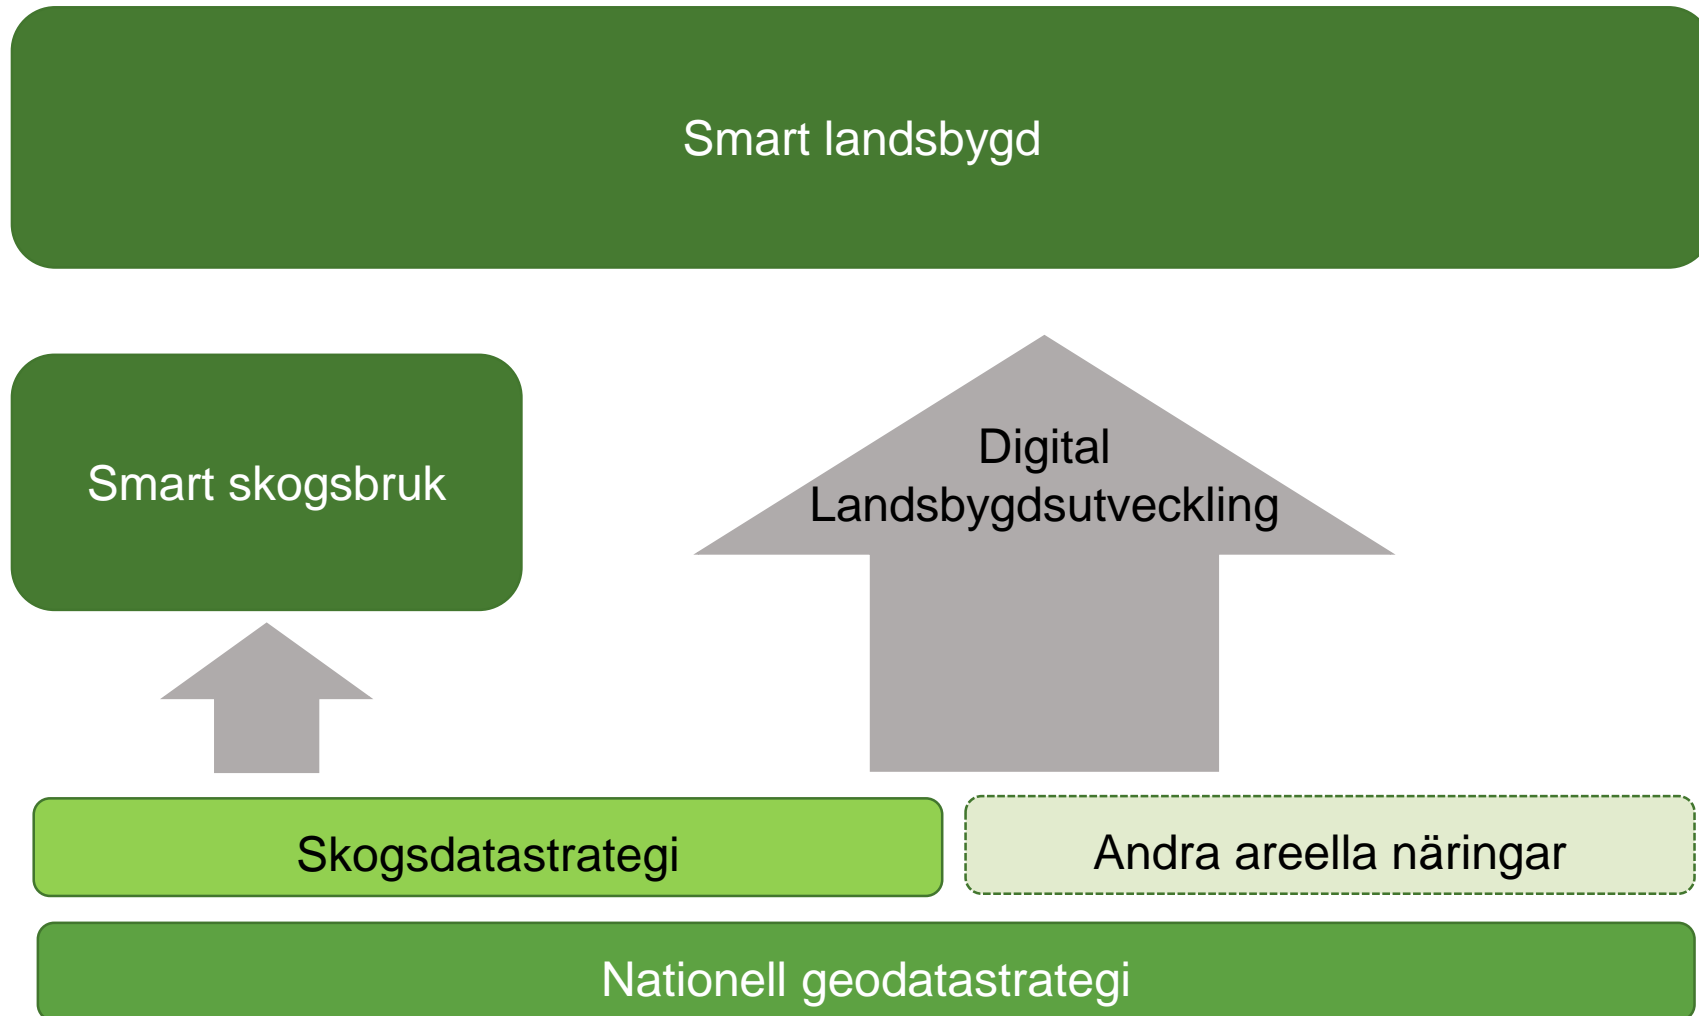 Smart landsbygd
Smart skogsbruk
Digital
Landsbygdsutveckling
Skogsdatastrategi
Andra areella näringar
Nationell geodatastrategi